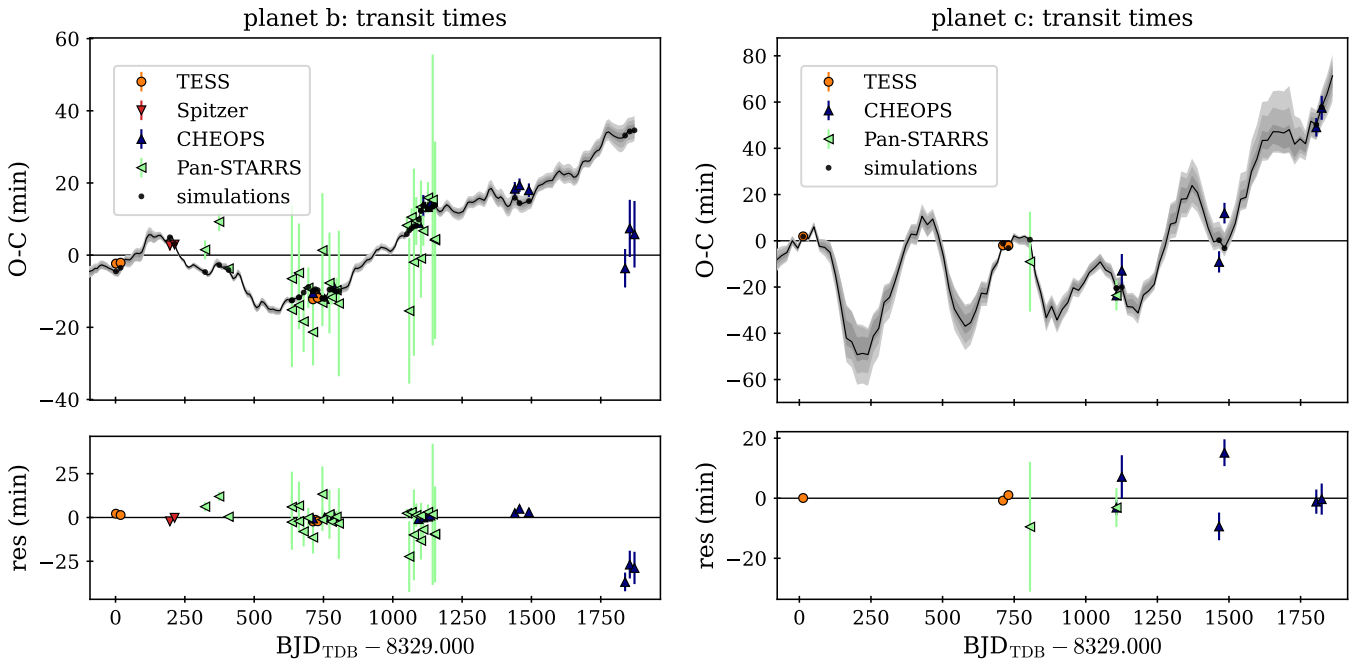 planet b: transit times
planet c: transit times
60
40
20
0
−20
−40
O-C (min)
TESS
Spitzer
CHEOPS
Pan-STARRS
simulations
80
60
40
20
0
−20
−40
−60
O-C (min)
TESS
CHEOPS
Pan-STARRS
simulations
25
0
−25
res (min)
0 250 500 750 1000 1250 1500 1750
BJD_TDB − 8329.000
20
0
−20
res (min)
0 250 500 750 1000 1250 1500 1750
BJD_TDB − 8329.000